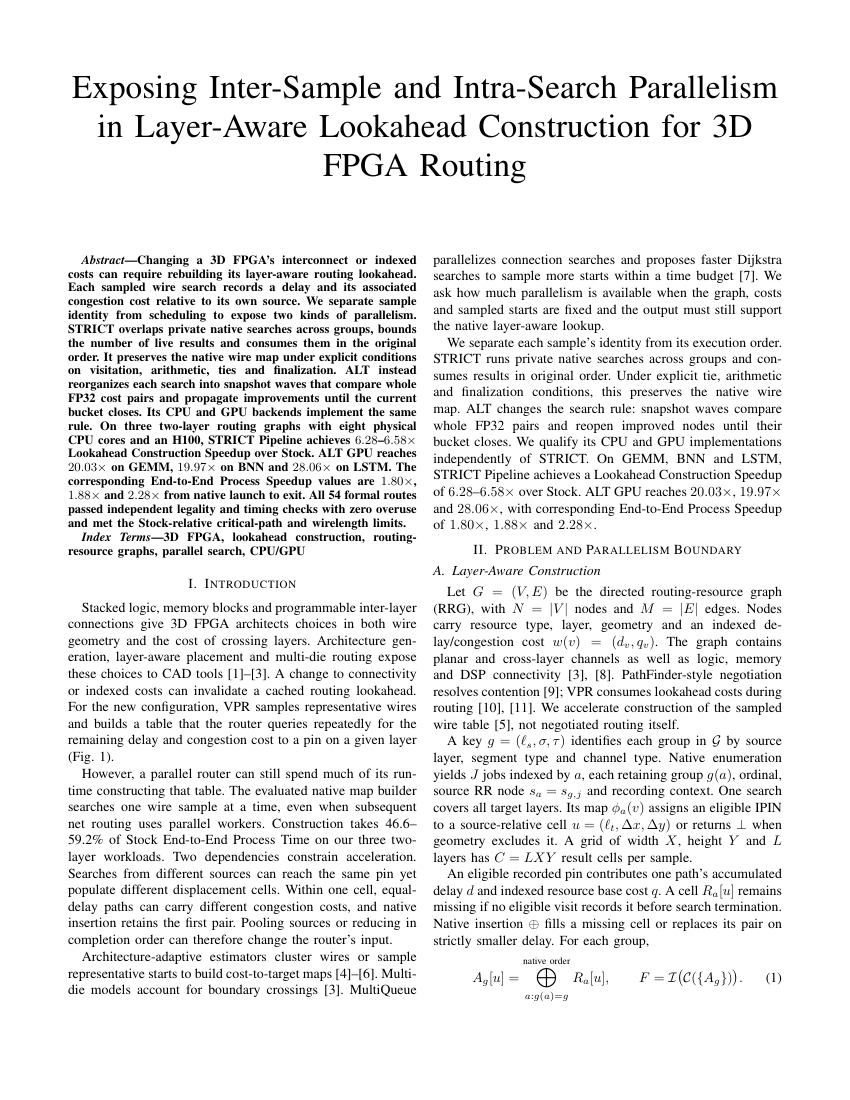 Exposing Inter-Sample and Intra-Search Parallelism
in Layer-Aware Lookahead Construction for 3D
FPGA Routing
Abstract—Changing a 3D FPGA's interconnect or indexed
costs can require rebuilding its layer-aware routing lookahead.
Each sampled wire search records a delay and its associated
congestion cost relative to its own source. We separate sample
identity from scheduling to expose two kinds of parallelism.
STRICT overlaps private native searches across groups, bounds
the number of live results and consumes them in the original
order. It preserves the native wire map under explicit conditions
on visitation, arithmetic, ties and finalization. ALT instead
reorganizes each search into snapshot waves that compare whole
FP32 cost pairs and propagate improvements until the current
bucket closes. Its CPU and GPU backends implement the same
rule. On three two-layer routing graphs with eight physical
CPU cores and an H100, STRICT Pipeline achieves 6.28–6.58×
Lookahead Construction Speedup over Stock. ALT GPU reaches
20.03× on GEMM, 19.97× on BNN and 28.06× on LSTM. The
corresponding End-to-End Process Speedup values are 1.80×,
1.88× and 2.28× from native launch to exit. All 54 formal routes
passed independent legality and timing checks with zero overuse
and met the Stock-relative critical-path and wirelength limits.
Index Terms—3D FPGA, lookahead construction, routing-
resource graphs, parallel search, CPU/GPU
I. INTRODUCTION
Stacked logic, memory blocks and programmable inter-layer
connections give 3D FPGA architects choices in both wire
geometry and the cost of crossing layers. Architecture gen-
eration, layer-aware placement and multi-die routing expose
these choices to CAD tools [1]–[3]. A change to connectivity
or indexed costs can invalidate a cached routing lookahead.
For the new configuration, VPR samples representative wires
and builds a table that the router queries repeatedly for the
remaining delay and congestion cost to a pin on a given layer
(Fig. 1).
However, a parallel router can still spend much of its run-
time constructing that table. The evaluated native map builder
searches one wire sample at a time, even when subsequent
net routing uses parallel workers. Construction takes 46.6–
59.2% of Stock End-to-End Process Time on our three two-
layer workloads. Two dependencies constrain acceleration.
Searches from different sources can reach the same pin yet
populate different displacement cells. Within one cell, equal-
delay paths can carry different congestion costs, and native
insertion retains the first pair. Pooling sources or reducing in
completion order can therefore change the router's input.
Architecture-adaptive estimators cluster wires or sample
representative starts to build cost-to-target maps [4]–[6]. Multi-
die models account for boundary crossings [3]. MultiQueue
parallelizes connection searches and proposes faster Dijkstra
searches to sample more starts within a time budget [7]. We
ask how much parallelism is available when the graph, costs
and sampled starts are fixed and the output must still support
the native layer-aware lookup.
We separate each sample's identity from its execution order.
STRICT runs private native searches across groups and con-
sumes results in original order. Under explicit tie, arithmetic
and finalization conditions, this preserves the native wire
map. ALT changes the search rule: snapshot waves compare
whole FP32 pairs and reopen improved nodes until their
bucket closes. We qualify its CPU and GPU implementations
independently of STRICT. On GEMM, BNN and LSTM,
STRICT Pipeline achieves a Lookahead Construction Speedup
of 6.28–6.58× over Stock. ALT GPU reaches 20.03×, 19.97×
and 28.06×, with corresponding End-to-End Process Speedup
of 1.80×, 1.88× and 2.28×.
II. PROBLEM AND PARALLELISM BOUNDARY
A. Layer-Aware Construction
Let G = (V, E) be the directed routing-resource graph
(RRG), with N = |V| nodes and M = |E| edges. Nodes
carry resource type, layer, geometry and an indexed de-
lay/congestion cost w(v) = (d_v, q_v). The graph contains
planar and cross-layer channels as well as logic, memory
and DSP connectivity [3], [8]. PathFinder-style negotiation
resolves contention [9]; VPR consumes lookahead costs during
routing [10], [11]. We accelerate construction of the sampled
wire table [5], not negotiated routing itself.
A key g = (ℓ_s, σ, τ) identifies each group in 𝒢 by source
layer, segment type and channel type. Native enumeration
yields J jobs indexed by a, each retaining group g(a), ordinal,
source RR node s_a = s_{g,j} and recording context. One search
covers all target layers. Its map ϕ_a(v) assigns an eligible IPIN
to a source-relative cell u = (ℓ_t, Δx, Δy) or returns ⊥ when
geometry excludes it. A grid of width X, height Y and L
layers has C = LXY result cells per sample.
An eligible recorded pin contributes one path's accumulated
delay d and indexed resource base cost q. A cell R_a[u] remains
missing if no eligible visit records it before search termination.
Native insertion ⊕ fills a missing cell or replaces its pair on
strictly smaller delay. For each group,
native order
A_g[u] = ⊕ R_a[u], F = ℐ(𝒞({A_g})). (1)
a:g(a)=g